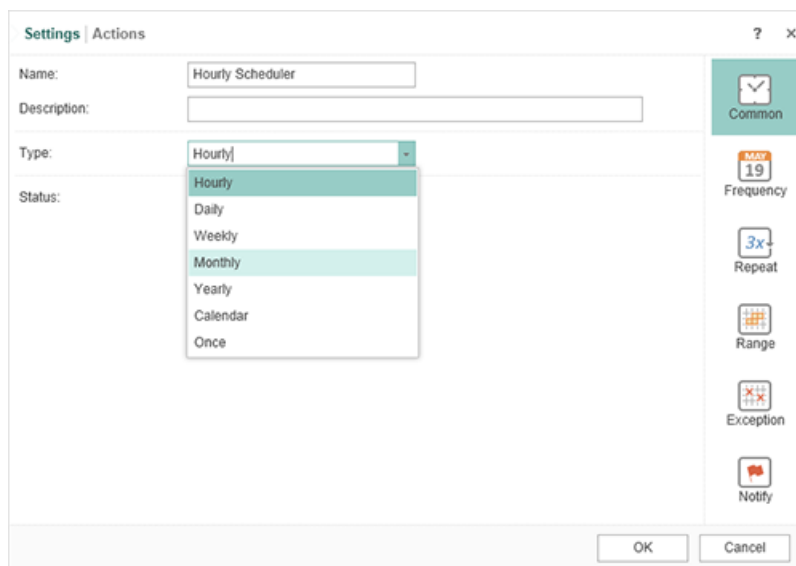 Settings | Actions ? ×
Name: Hourly Scheduler
Description:
Type: Hourly
Hourly
Daily
Weekly
Monthly
Yearly
Calendar
Once
Status:
Common
MAY
19
Frequency
3x
Repeat
Range
Exception
Notify
OK Cancel